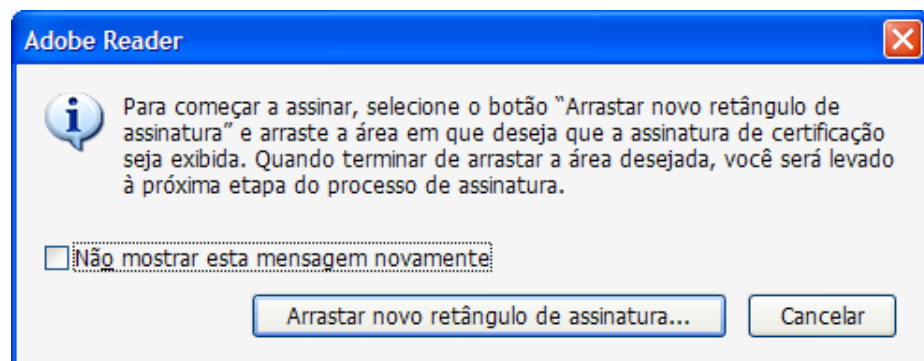 Adobe Reader
Para começar a assinar, selecione o botão “Arrastar novo retângulo de
assinatura” e arraste a área em que deseja que a assinatura de certificação
seja exibida. Quando terminar de arrastar a área desejada, você será levado
à próxima etapa do processo de assinatura.
Não mostrar esta mensagem novamente
Arrastar novo retângulo de assinatura...
Cancelar